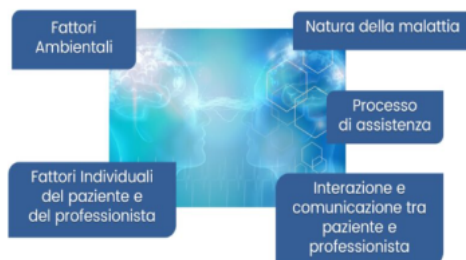 Fattori
Ambientali
Natura della malattia
Processo
di assistenza
Fattori Individuali
del paziente e
del professionista
Interazione e
comunicazione tra
paziente e
professionista